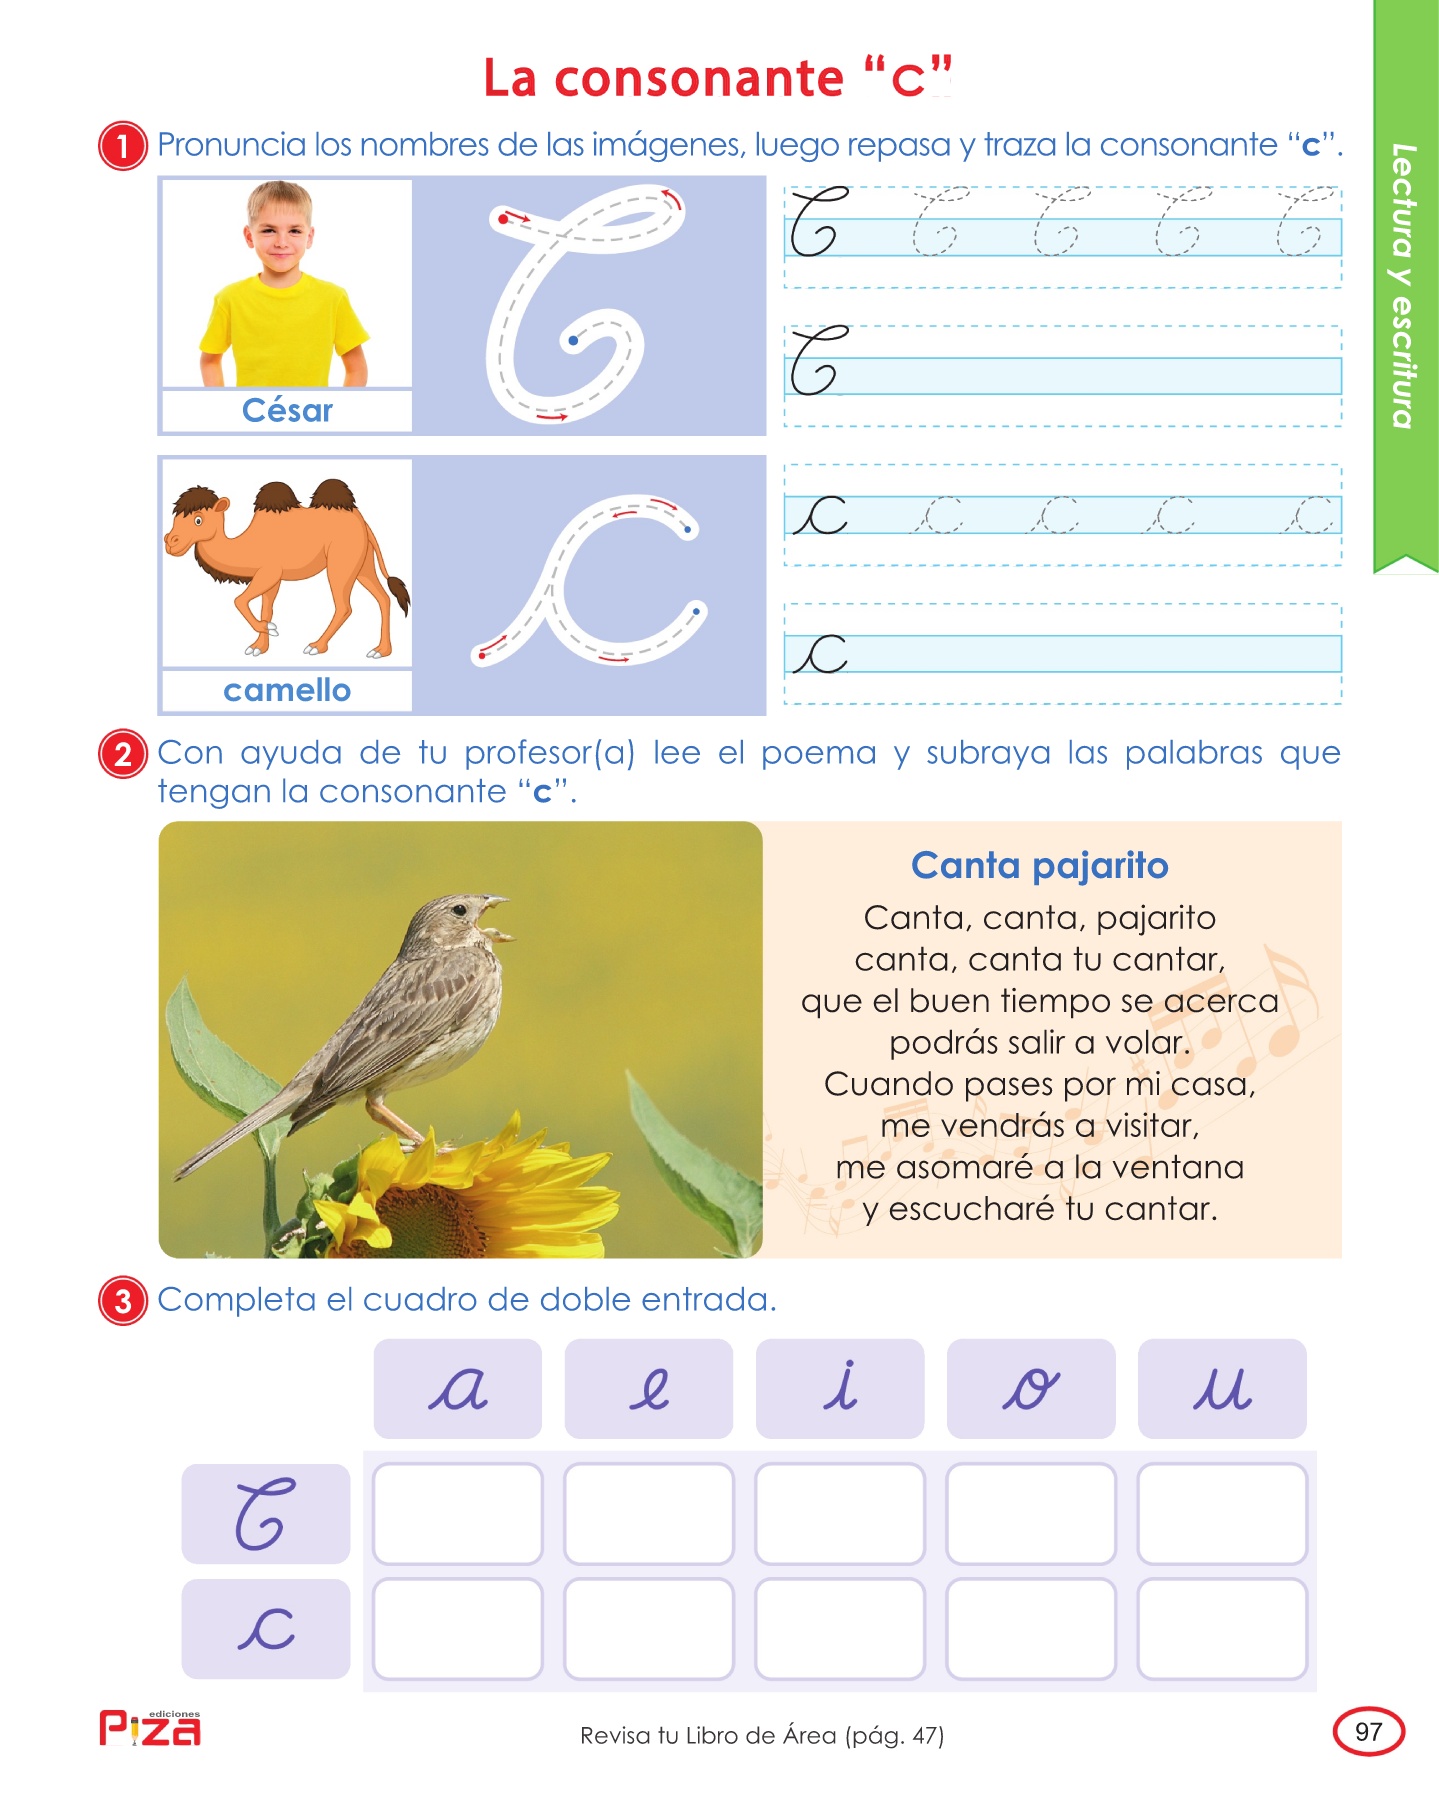 La consonante “c”
Lectura y escritura
1 Pronuncia los nombres de las imágenes, luego repasa y traza la consonante “c”.
C
C C C C C
César
C
c
c c c c c
camello
c
2 Con ayuda de tu profesor(a) lee el poema y subraya las palabras que
tengan la consonante “c”.
Canta pajarito
Canta, canta, pajarito
canta, canta tu cantar,
que el buen tiempo se acerca
podrás salir a volar.
Cuando pases por mi casa,
me vendrás a visitar,
me asomaré a la ventana
y escucharé tu cantar.
3 Completa el cuadro de doble entrada.
a e i o u
C
c
ediciones
Piza
Revisa tu Libro de Área (pág. 47)
97